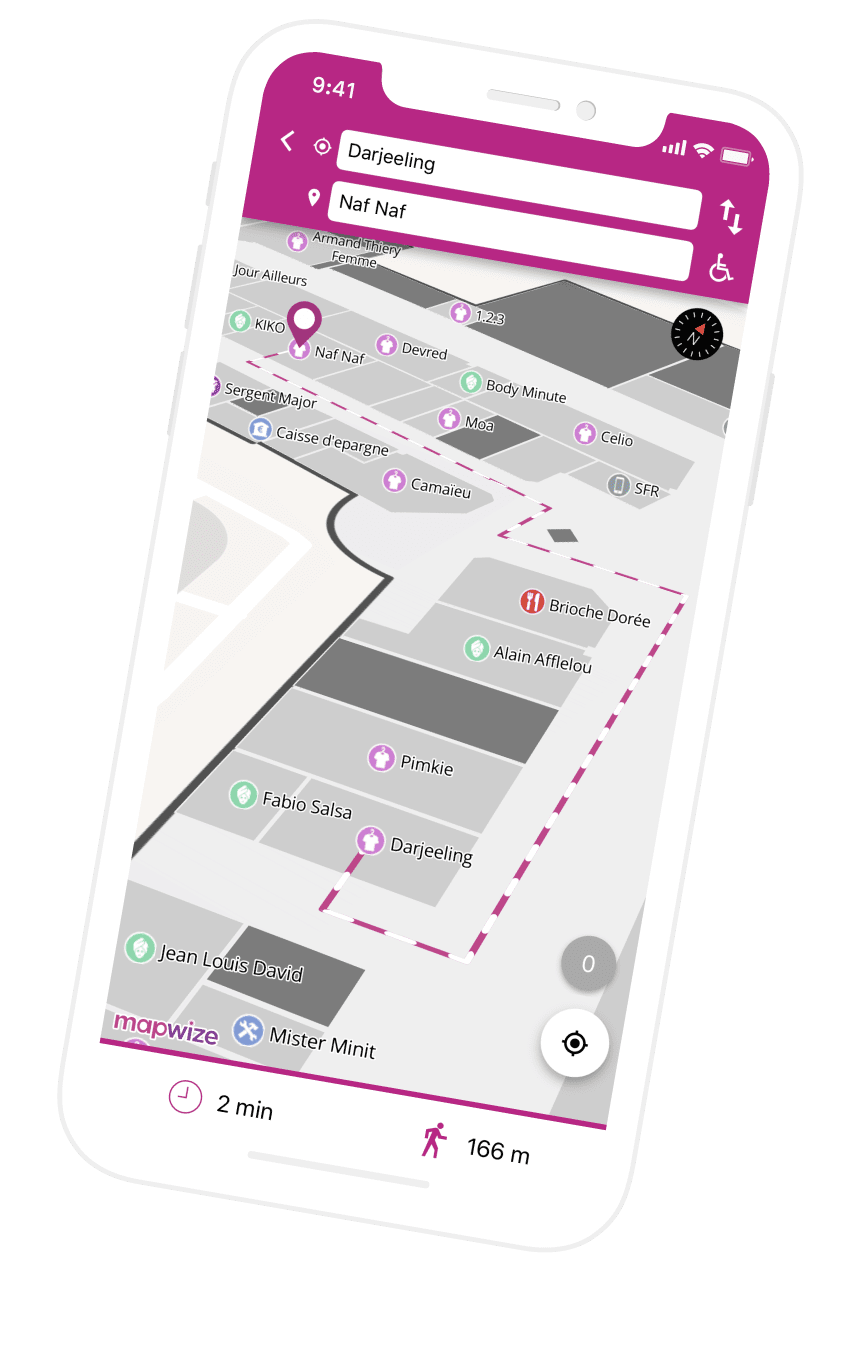 9:41
Darjeeling
Naf Naf
Armand Thiery
Femme
Jour Ailleurs
1.2.3
KIKO
Naf Naf
Devred
N
Body Minute
Sergent Major
Moa
Celio
Caisse d'epargne
Camaïeu
SFR
Brioche Dorée
Alain Afflelou
Pimkie
Fabio Salsa
Darjeeling
Jean Louis David
0
mapwize
Mister Minit
2 min
166 m